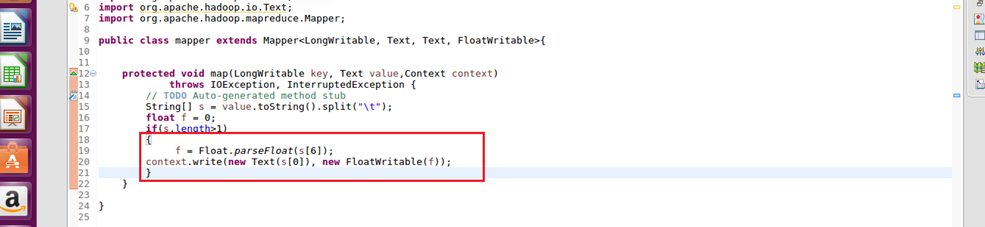 6 import org.apache.hadoop.io.Text;
7 import org.apache.hadoop.mapreduce.Mapper;
8
9 public class mapper extends Mapper<LongWritable, Text, Text, FloatWritable>{
10
11
12 protected void map(LongWritable key, Text value,Context context)
13 throws IOException, InterruptedException {
14 // TODO Auto-generated method stub
15 String[] s = value.toString().split("\t");
16 float f = 0;
17 if(s.length>1)
18 {
19 f = Float.parseFloat(s[6]);
20 context.write(new Text(s[0]), new FloatWritable(f));
21 }
22 }
23
24 }
25